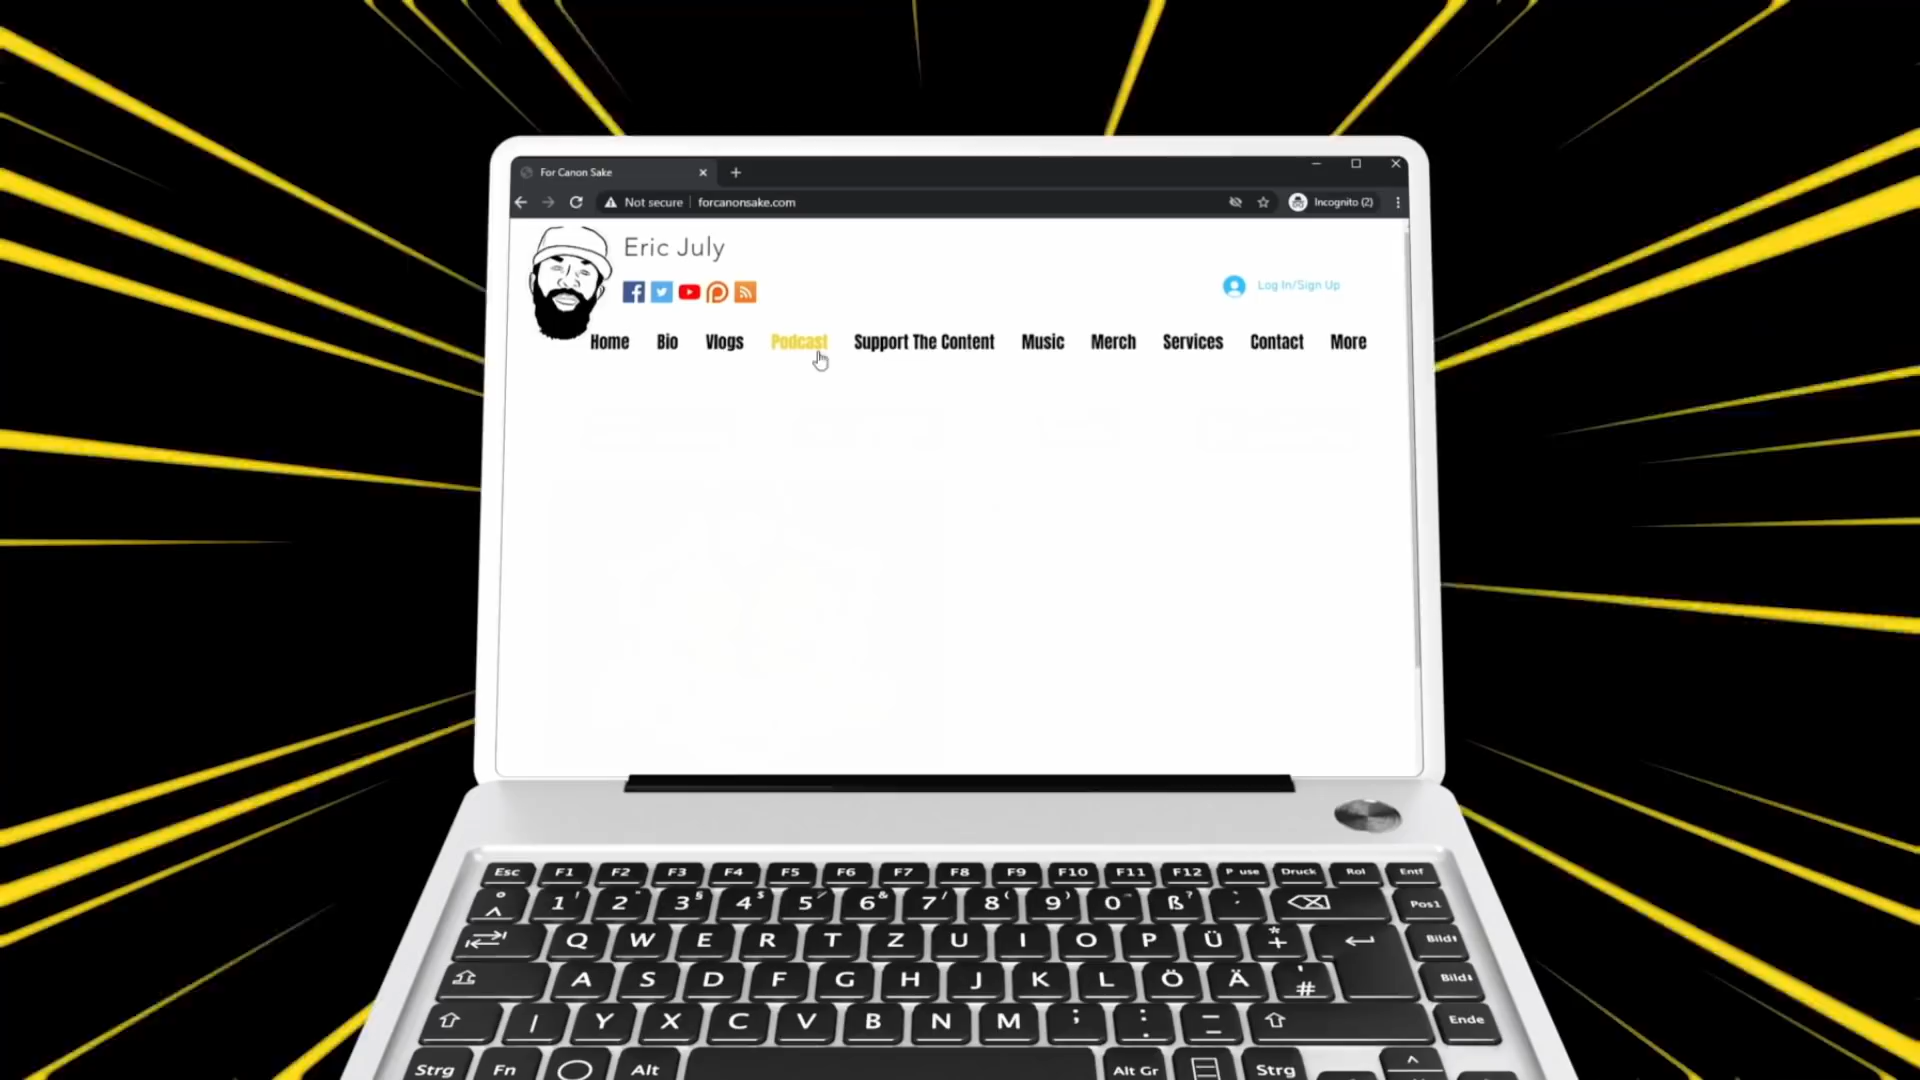 For Canon Sake
Not secure forcanonsake.com Incognito (2)
Eric July
Log In/Sign Up
Home Bio Vlogs Podcast Support The Content Music Merch Services Contact More
Esc F1 F2 F3 F4 F5 F6 F7 F8 F9 F10 F11 F12 P use Druck Rol Entf
1 2 3 4 5 6 7 8 9 0 ß Pos1
Q W E R T Z U I O P Ü * + Bild
A S D F G H J K L Ö Ä ' # Bild
Y X C V B N M ; : _ Ende
Strg Fn Alt Alt Gr Strg